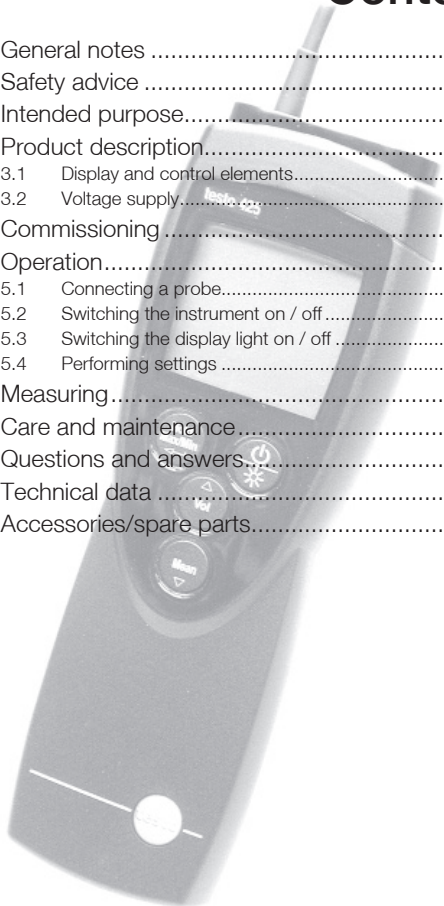 Conte
General notes ..........................................
Safety advice ..........................................
Intended purpose..........................................
Product description..........................................
3.1 Display and control elements..........................................
3.2 Voltage supply..........................................
testo 425
Commissioning ..........................................
Operation..........................................
5.1 Connecting a probe..........................................
5.2 Switching the instrument on / off ..........................................
5.3 Switching the display light on / off ..........................................
5.4 Performing settings ..........................................
Measuring..........................................
Care and maintenance..........................................
Questions and answers..........................................
Vol
Technical data ..........................................
Accessories/spare parts..........................................
Mean